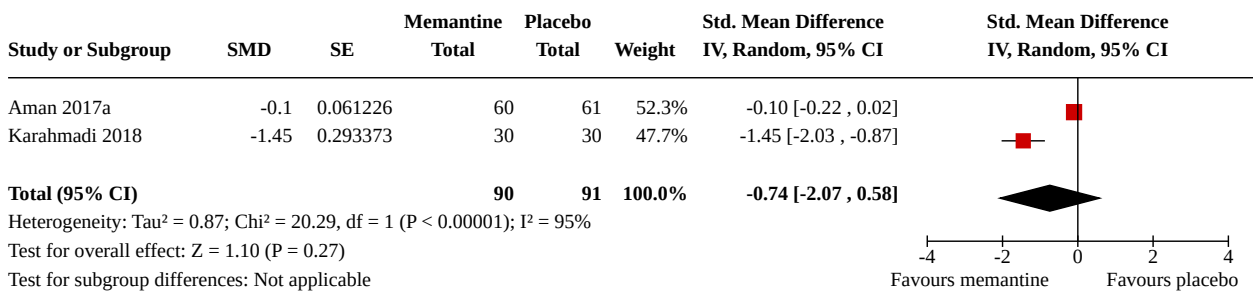 Memantine Placebo Std. Mean Difference Std. Mean Difference
Study or Subgroup SMD SE Total Total Weight IV, Random, 95% CI IV, Random, 95% CI
Aman 2017a -0.1 0.061226 60 61 52.3% -0.10 [-0.22 , 0.02]
Karahmadi 2018 -1.45 0.293373 30 30 47.7% -1.45 [-2.03 , -0.87]
Total (95% CI) 90 91 100.0% -0.74 [-2.07 , 0.58]
Heterogeneity: Tau² = 0.87; Chi² = 20.29, df = 1 (P < 0.00001); I² = 95%
Test for overall effect: Z = 1.10 (P = 0.27)
Test for subgroup differences: Not applicable
-4 -2 0 2 4
Favours memantine Favours placebo